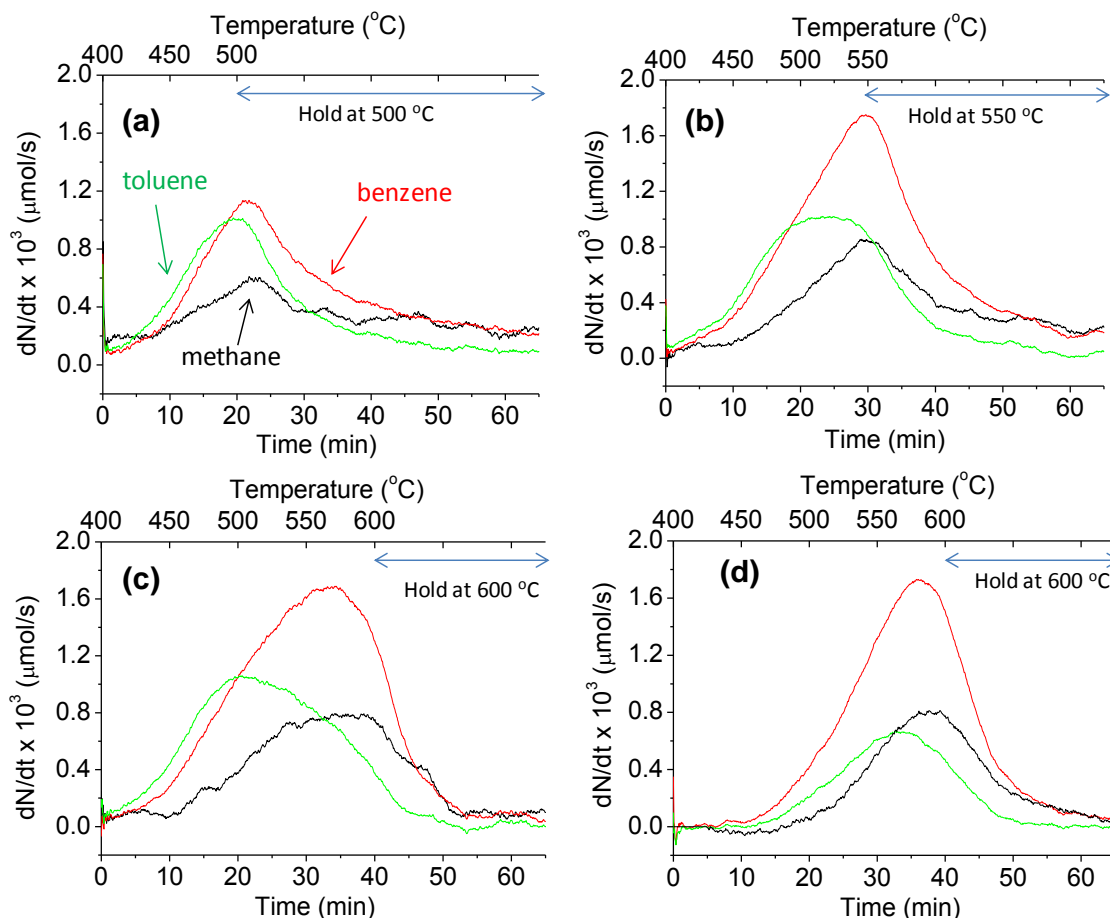 Temperature (°C)
400 450 500
2.0
1.6
1.2
0.8
0.4
0.0
dN/dt x 10³ (μmol/s)
(a)
Hold at 500 °C
toluene
benzene
methane
0 10 20 30 40 50 60
Time (min)
Temperature (°C)
400 450 500 550
2.0
1.6
1.2
0.8
0.4
0.0
dN/dt x 10³ (μmol/s)
(b)
Hold at 550 °C
0 10 20 30 40 50 60
Time (min)
Temperature (°C)
400 450 500 550 600
2.0
1.6
1.2
0.8
0.4
0.0
dN/dt x 10³ (μmol/s)
(c)
Hold at 600 °C
0 10 20 30 40 50 60
Time (min)
Temperature (°C)
400 450 500 550 600
2.0
1.6
1.2
0.8
0.4
0.0
dN/dt x 10³ (μmol/s)
(d)
Hold at 600 °C
0 10 20 30 40 50 60
Time (min)